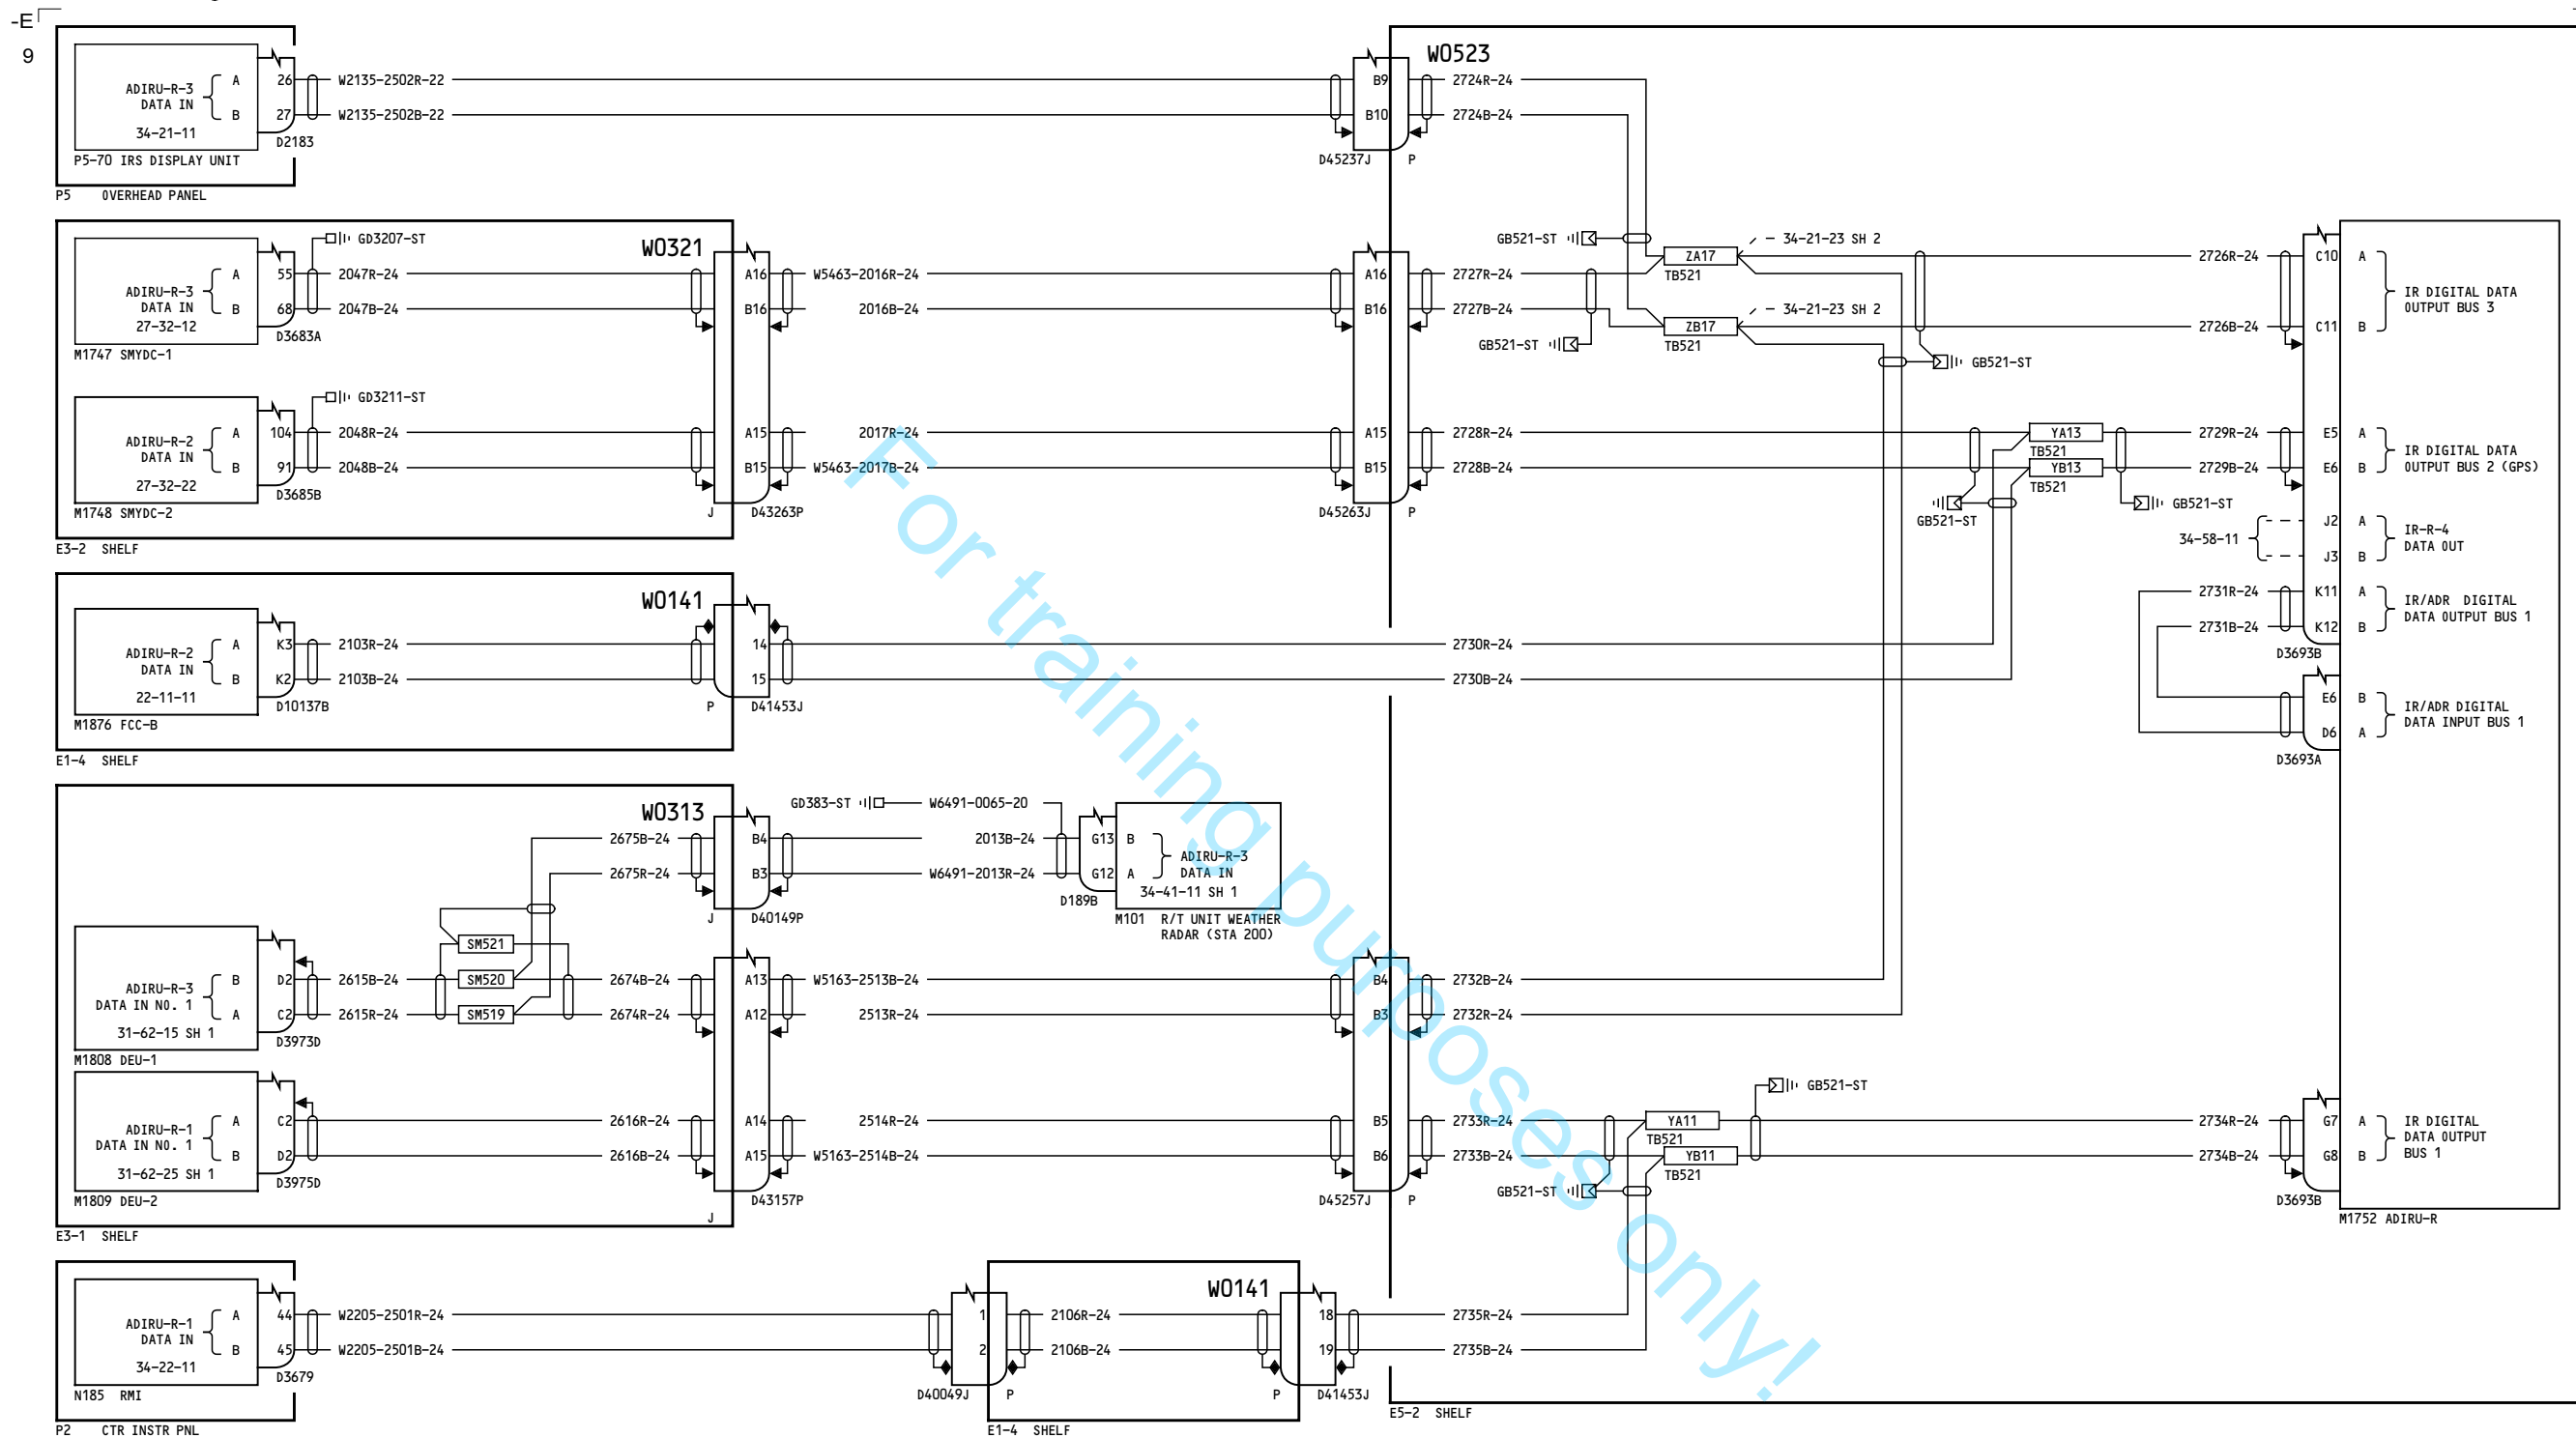 -E
9
ADIRU-R-3
DATA IN
A
B
34-21-11
26
27
D2183
P5-70 IRS DISPLAY UNIT
P5 OVERHEAD PANEL
W2135-2502R-22
W2135-2502B-22
B9
B10
D45237J
P
W0523
2724R-24
2724B-24
ADIRU-R-3
DATA IN
A
B
27-32-12
55
68
D3683A
M1747 SMYDC-1
GD3207-ST
2047R-24
2047B-24
W0321
A16
B16
W5463-2016R-24
2016B-24
A16
B16
2727R-24
2727B-24
GB521-ST
GB521-ST
ZA17
TB521
ZB17
TB521
34-21-23 SH 2
34-21-23 SH 2
GB521-ST
2726R-24
2726B-24
C10 A
C11 B
IR DIGITAL DATA
OUTPUT BUS 3
ADIRU-R-2
DATA IN
A
B
27-32-22
104
91
D3685B
M1748 SMYDC-2
E3-2 SHELF
GD3211-ST
2048R-24
2048B-24
A15
B15
J
D43263P
2017R-24
W5463-2017B-24
A15
B15
D45263J
P
2728R-24
2728B-24
YA13
TB521
YB13
TB521
GB521-ST
GB521-ST
2729R-24
2729B-24
E5 A
E6 B
IR DIGITAL DATA
OUTPUT BUS 2 (GPS)
34-58-11
J2 A
J3 B
IR-R-4
DATA OUT
2731R-24
2731B-24
K11 A
K12 B
IR/ADR DIGITAL
DATA OUTPUT BUS 1
D3693B
E6 B
D6 A
IR/ADR DIGITAL
DATA INPUT BUS 1
D3693A
ADIRU-R-2
DATA IN
A
B
22-11-11
K3
K2
D10137B
M1876 FCC-B
E1-4 SHELF
2103R-24
2103B-24
W0141
14
15
P
D41453J
2730R-24
2730B-24
W0313
2675B-24
2675R-24
B4
B3
J
D40149P
GD383-ST
W6491-0065-20
2013B-24
W6491-2013R-24
G13 B
G12 A
D189B
ADIRU-R-3
DATA IN
34-41-11 SH 1
M101 R/T UNIT WEATHER
RADAR (STA 200)
ADIRU-R-3
DATA IN NO. 1
B
A
31-62-15 SH 1
D2
C2
D3973D
M1808 DEU-1
2615B-24
2615R-24
SM521
SM520
SM519
2674B-24
2674R-24
A13
A12
W5163-2513B-24
2513R-24
B4
B3
2732B-24
2732R-24
ADIRU-R-1
DATA IN NO. 1
A
B
31-62-25 SH 1
C2
D2
D3975D
M1809 DEU-2
E3-1 SHELF
2616R-24
2616B-24
A14
A15
D43157P
J
2514R-24
W5163-2514B-24
B5
B6
D45257J
P
2733R-24
2733B-24
GB521-ST
YA11
TB521
YB11
TB521
GB521-ST
2734R-24
2734B-24
G7 A
G8 B
IR DIGITAL
DATA OUTPUT
BUS 1
D3693B
M1752 ADIRU-R
ADIRU-R-1
DATA IN
A
B
34-22-11
44
45
D3679
N185 RMI
P2 CTR INSTR PNL
W2205-2501R-24
W2205-2501B-24
1
2
D40049J
P
2106R-24
2106B-24
W0141
18
19
P
D41453J
E1-4 SHELF
2735R-24
2735B-24
E5-2 SHELF
For training purposes only!